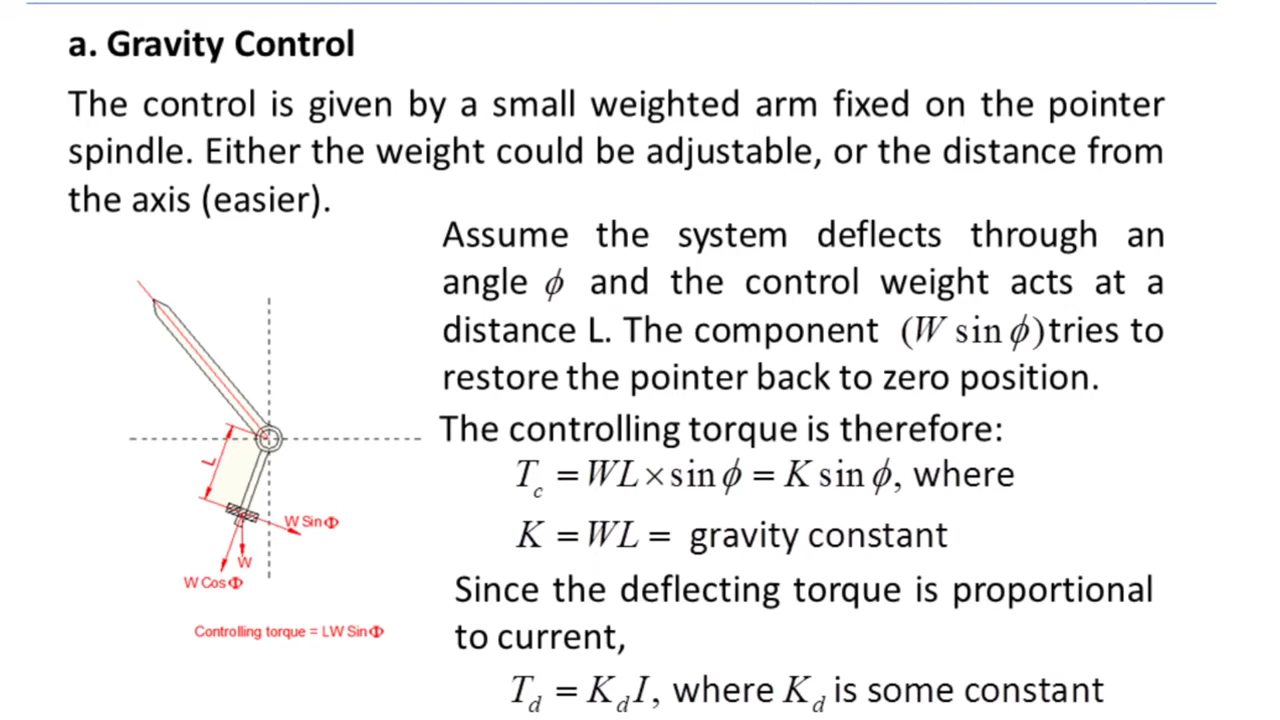 a. Gravity Control
The control is given by a small weighted arm fixed on the pointer
spindle. Either the weight could be adjustable, or the distance from
the axis (easier).
Assume the system deflects through an
angle ϕ and the control weight acts at a
distance L. The component (W sin ϕ) tries to
restore the pointer back to zero position.
The controlling torque is therefore:
T_c = WL × sin ϕ = K sin ϕ, where
K = WL = gravity constant
Since the deflecting torque is proportional
to current,
T_d = K_d I, where K_d is some constant
L
W Sin Φ
W
W Cos Φ
Controlling torque = LW Sin Φ